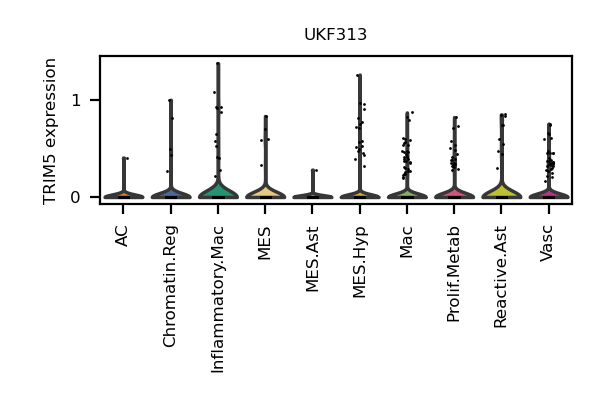 UKF313
TRIM5 expression
1
0
AC
Chromatin.Reg
Inflammatory.Mac
MES
MES.Ast
MES.Hyp
Mac
Prolif.Metab
Reactive.Ast
Vasc